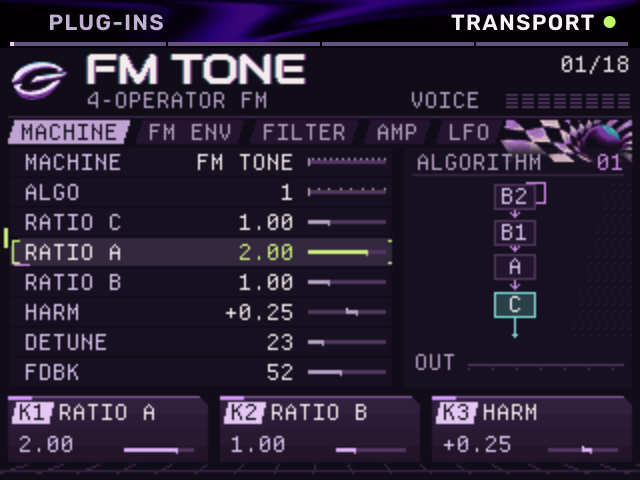 PLUG-INS TRANSPORT
FM TONE 01/18
4-OPERATOR FM VOICE
MACHINE FM ENV FILTER AMP LFO
MACHINE FM TONE
ALGO 1
RATIO C 1.00
RATIO A 2.00
RATIO B 1.00
HARM +0.25
DETUNE 23
FDBK 52
ALGORITHM 01
B2
B1
A
C
OUT
K1 RATIO A
2.00
K2 RATIO B
1.00
K3 HARM
+0.25